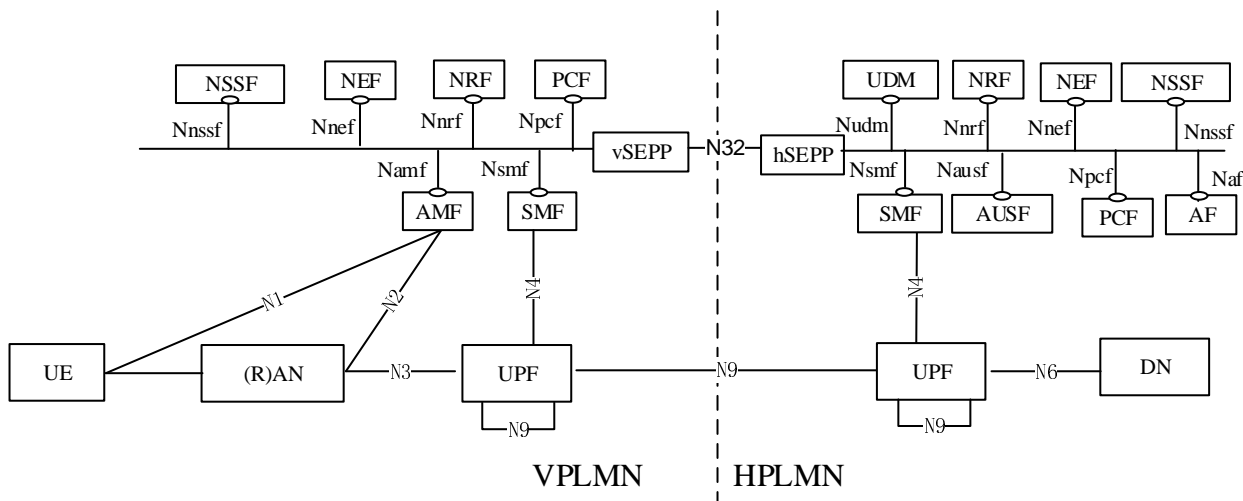 NSSF
NEF
NRF
PCF
UDM
NRF
NEF
NSSF
Nnssf
Nnef
Nnrf
Npcf
Nudm
Nnrf
Nnef
Nnssf
vSEPP
N32
hSEPP
Namf
Nsmf
Nsmf
Nausf
Npcf
Naf
AMF
SMF
SMF
AUSF
PCF
AF
N1
N2
N4
N4
UE
(R)AN
N3
UPF
N9
UPF
N6
DN
N9
N9
VPLMN
HPLMN